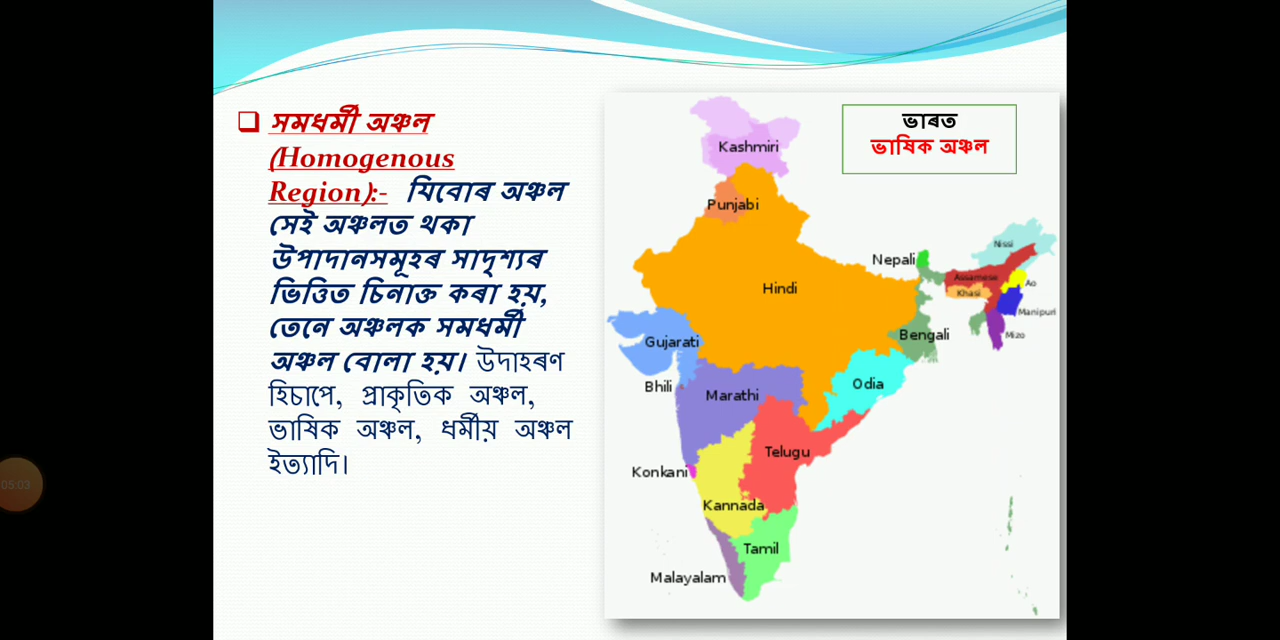 ❑ সমধৰ্মী অঞ্চল
(Homogenous
Region):- যিবোৰ অঞ্চল
সেই অঞ্চলত থকা
উপাদানসমূহৰ সাদৃশ্যৰ
ভিত্তিত চিনাক্ত কৰা হয়,
তেনে অঞ্চলক সমধৰ্মী
অঞ্চল বোলা হয়। উদাহৰণ
হিচাপে, প্ৰাকৃতিক অঞ্চল,
ভাষিক অঞ্চল, ধৰ্মীয় অঞ্চল
ইত্যাদি।
ভাৰত
ভাষিক অঞ্চল
Kashmiri
Punjabi
Nepali
Nissi
Assamese
Ao
Khasi
Manipuri
Mizo
Hindi
Bengali
Gujarati
Bhili
Odia
Marathi
Telugu
Konkani
Kannada
Tamil
Malayalam
05:03